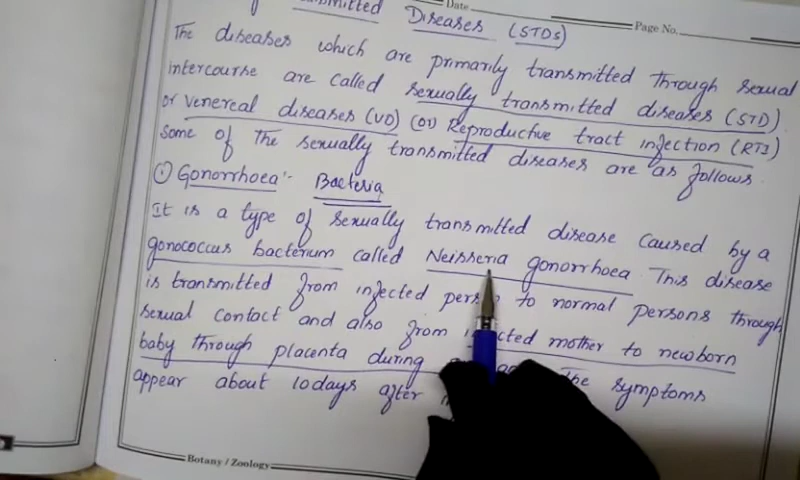 Date
Page No.
Diseases (STDs)
The diseases which are primarily transmitted through sexual
intercourse are called sexually transmitted diseases (STD)
or venereal diseases (VD) (or) Reproductive tract injection (RTI)
Some of the sexually transmitted diseases are as follows.
① Gonorrhoea:- Bacteria
It is a type of sexually transmitted disease caused by a
gonococcus bacterium called Neisseria gonorrhoea This disease
is transmitted from infected to normal persons through
sexual contact and also from mother to newborn
baby through placenta during The symptoms
appear about 10days after
Botany / Zoology